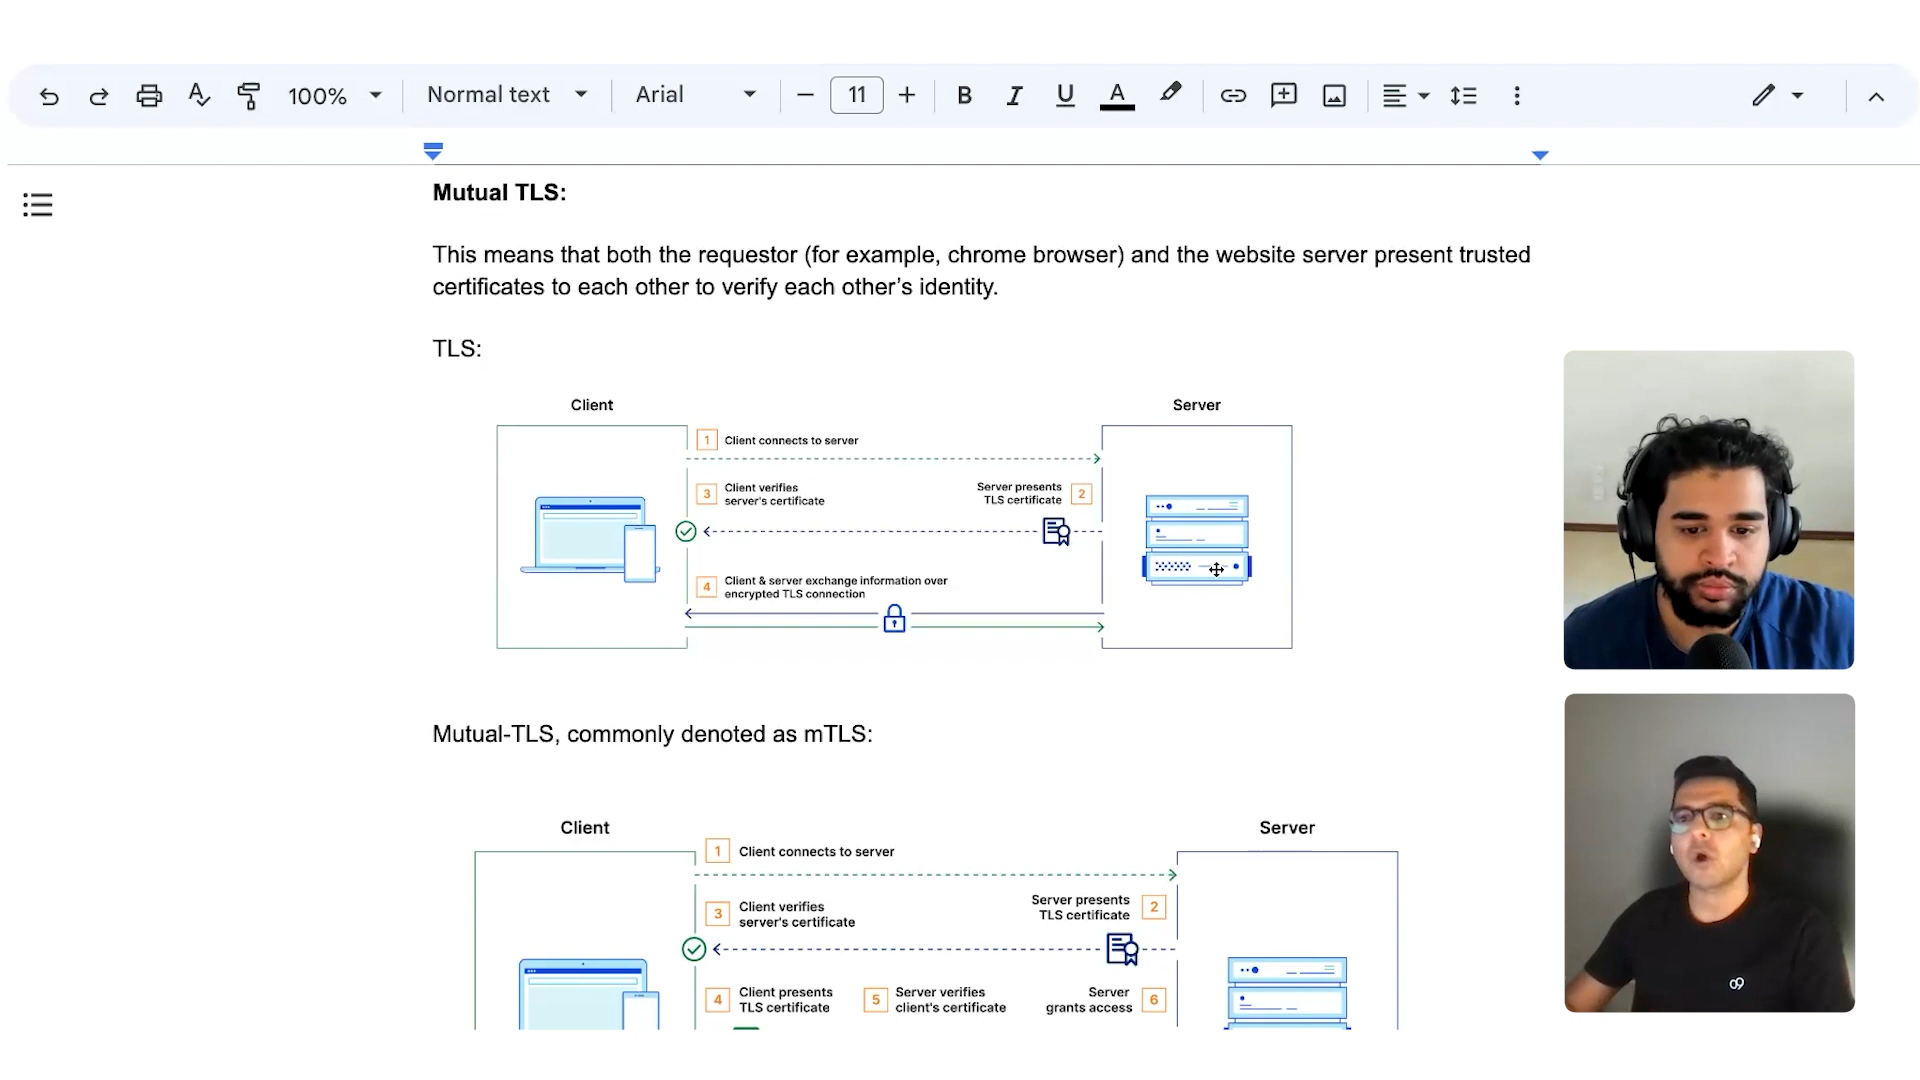 100%
Normal text
Arial
11
B
I
U
A
Mutual TLS:
This means that both the requestor (for example, chrome browser) and the website server present trusted
certificates to each other to verify each other’s identity.
TLS:
Client
Server
1 Client connects to server
3 Client verifies
server's certificate
Server presents 2
TLS certificate
4 Client & server exchange information over
encrypted TLS connection
Mutual-TLS, commonly denoted as mTLS:
Client
Server
1 Client connects to server
3 Client verifies
server's certificate
Server presents 2
TLS certificate
4 Client presents
TLS certificate
5 Server verifies
client's certificate
Server 6
grants access
o9